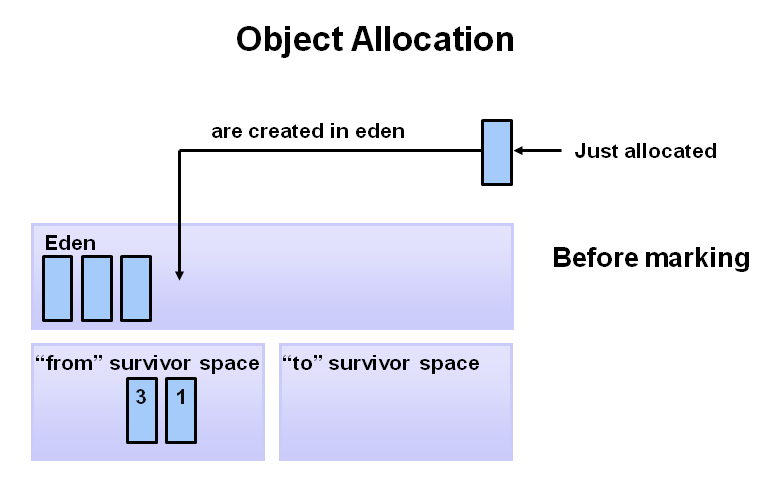 Object Allocation
are created in eden
Just allocated
Eden
Before marking
“from” survivor space
“to” survivor space
3 1